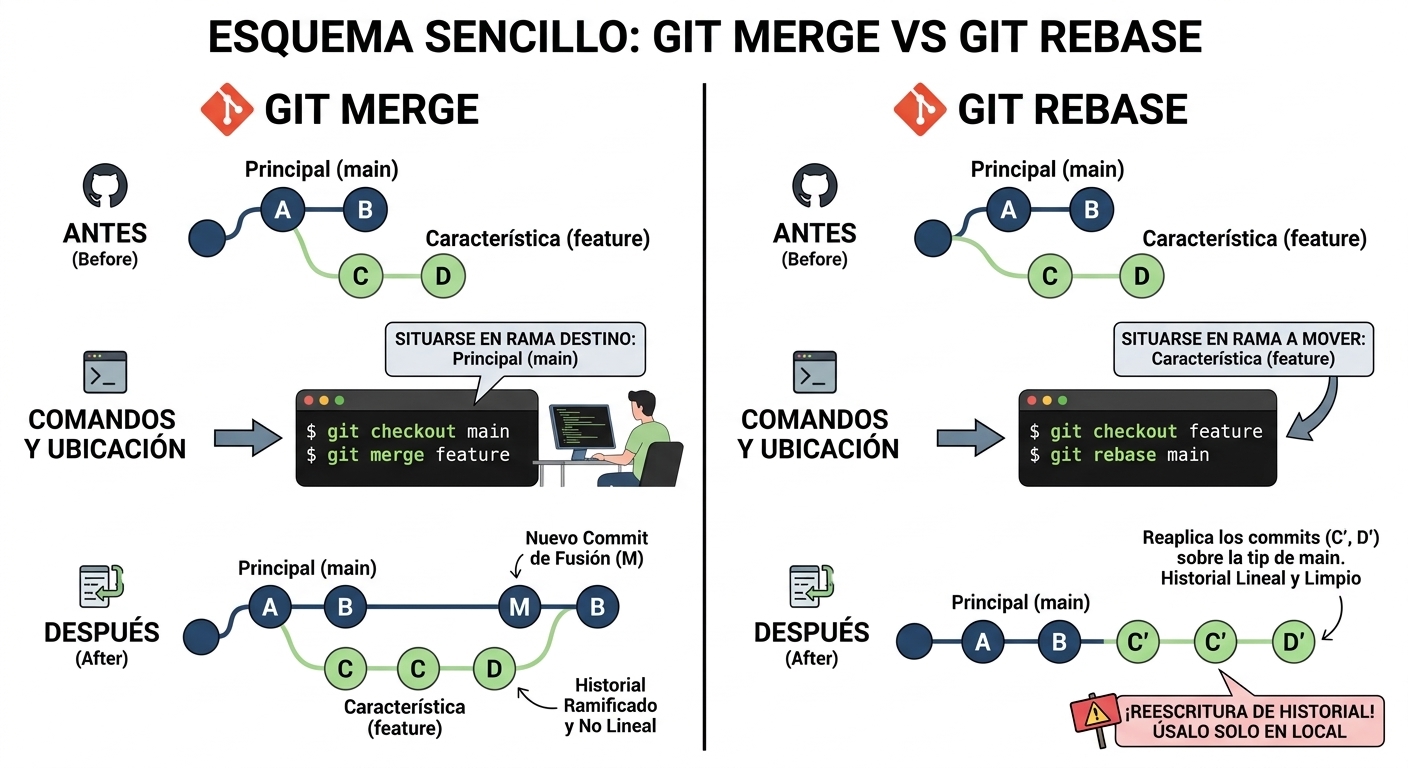 ESQUEMA SENCILLO: GIT MERGE VS GIT REBASE
GIT MERGE
Principal (main)
A
B
ANTES
(Before)
Característica (feature)
C
D
SITUARSE EN RAMA DESTINO:
Principal (main)
COMANDOS
Y UBICACIÓN
$ git checkout main
$ git merge feature
Nuevo Commit
de Fusión (M)
Principal (main)
A
B
M
B
DESPUÉS
(After)
C
C
D
Característica
(feature)
Historial
Ramificado
y No Lineal
GIT REBASE
Principal (main)
A
B
ANTES
(Before)
Característica (feature)
C
D
SITUARSE EN RAMA A MOVER:
Característica (feature)
COMANDOS
Y UBICACIÓN
$ git checkout feature
$ git rebase main
Reaplica los commits (C’, D’)
sobre la tip de main.
Historial Lineal y Limpio
Principal (main)
DESPUÉS
(After)
A
B
C’
C’
D’
¡REESCRITURA DE HISTORIAL!
ÚSALO SOLO EN LOCAL